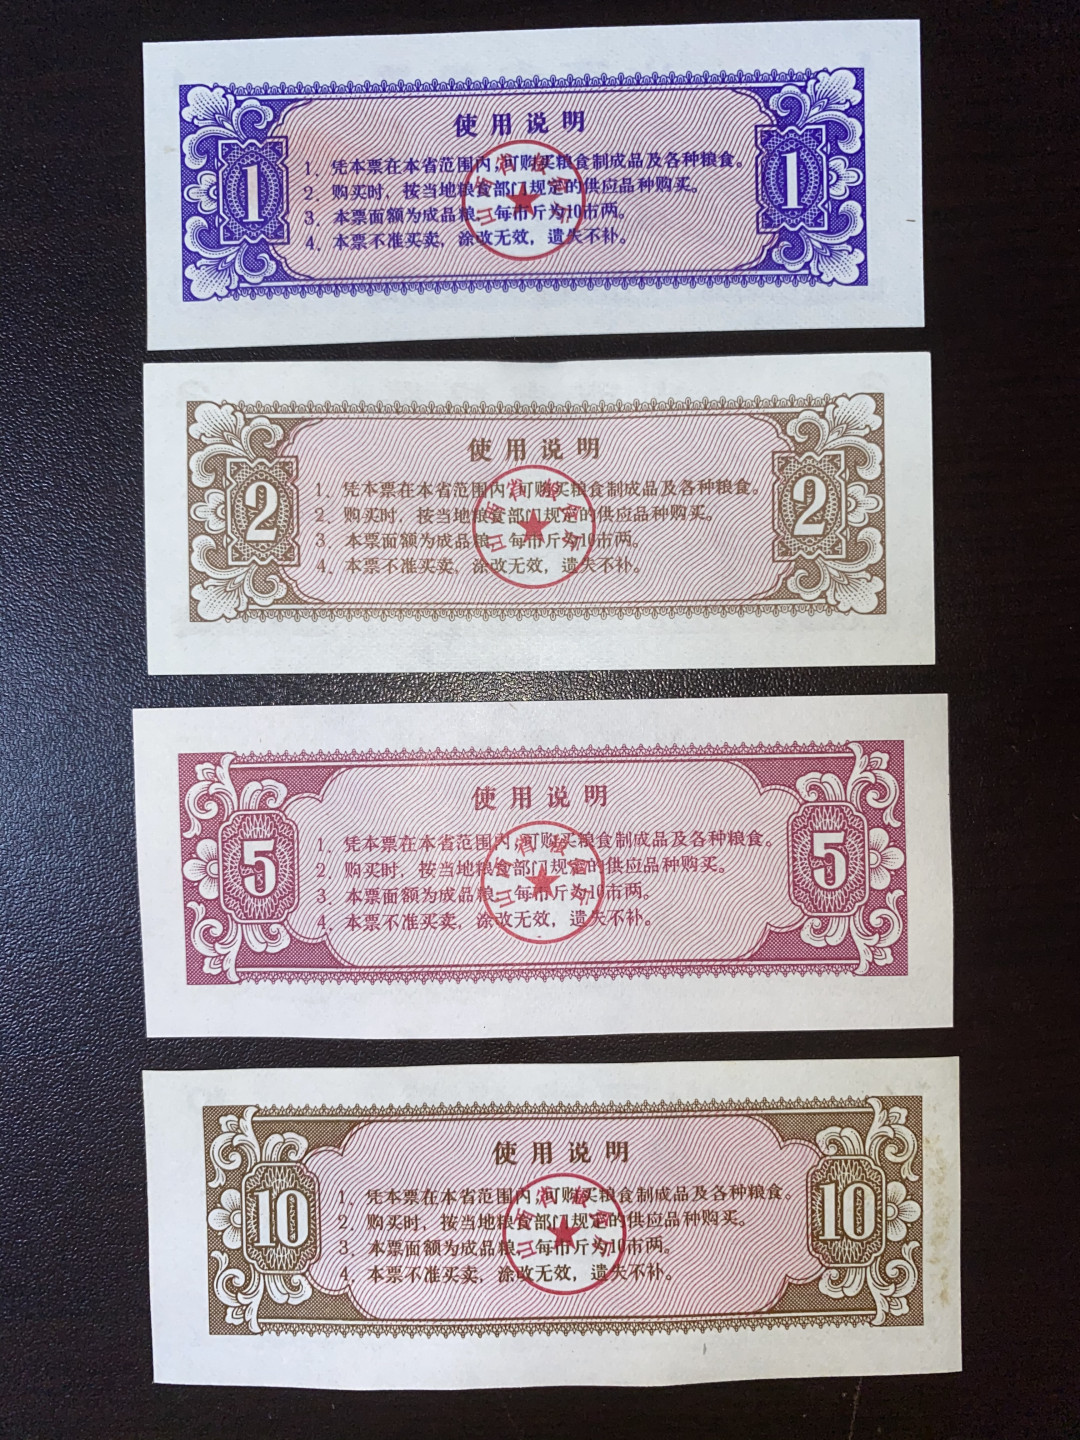 使用说明
1
1
1、凭本票在本省范围内,可购买粮食制成品及各种粮食。
2、购买时，按当地粮食部门规定的供应品种购买。
3、本票面额为成品粮，每市斤为10市两。
4、本票不准买卖，涂改无效，遗失不补。
使用说明
2
2
1、凭本票在本省范围内,可购买粮食制成品及各种粮食。
2、购买时，按当地粮食部门规定的供应品种购买。
3、本票面额为成品粮，每市斤为10市两。
4、本票不准买卖，涂改无效，遗失不补。
使用说明
5
5
1、凭本票在本省范围内,可购买粮食制成品及各种粮食。
2、购买时，按当地粮食部门规定的供应品种购买。
3、本票面额为成品粮，每市斤为10市两。
4、本票不准买卖，涂改无效，遗失不补。
使用说明
10
10
1、凭本票在本省范围内,可购买粮食制成品及各种粮食。
2、购买时，按当地粮食部门规定的供应品种购买。
3、本票面额为成品粮，每市斤为10市两。
4、本票不准买卖，涂改无效，遗失不补。